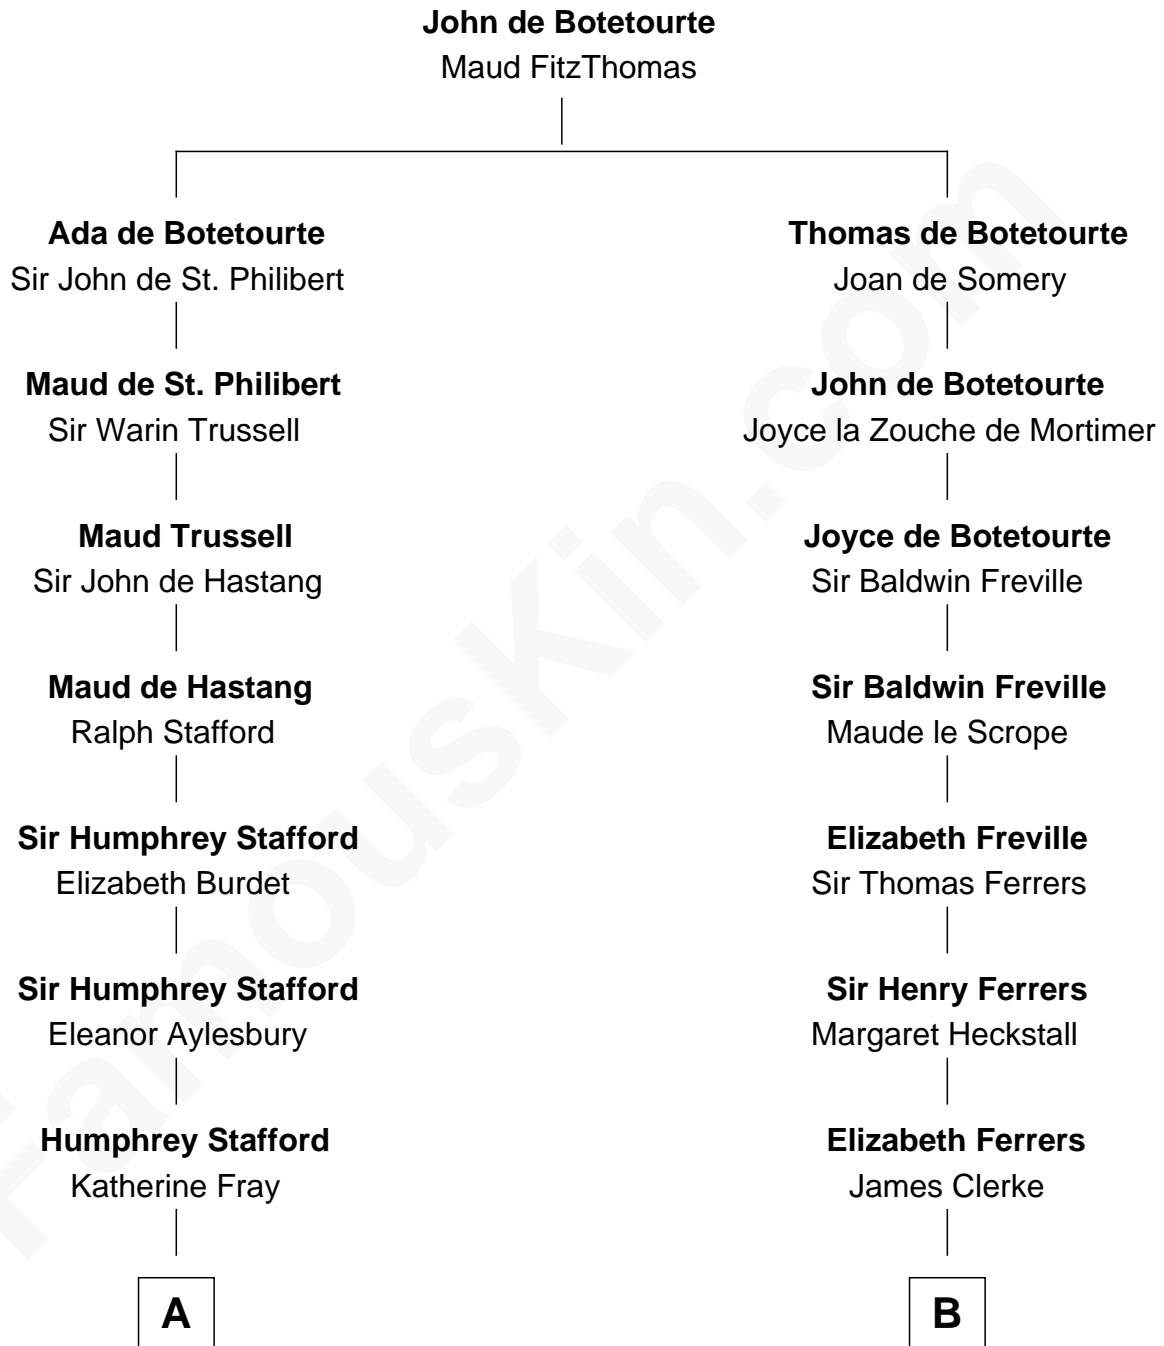 John de Botetourte
Maud FitzThomas
Ada de Botetourte
Sir John de St. Philibert
Thomas de Botetourte
Joan de Somery
Maud de St. Philibert
Sir Warin Trussell
John de Botetourte
Joyce la Zouche de Mortimer
Maud Trussell
Sir John de Hastang
Joyce de Botetourte
Sir Baldwin Freville
Maud de Hastang
Ralph Stafford
Sir Baldwin Freville
Maude le Scrope
Sir Humphrey Stafford
Elizabeth Burdet
Elizabeth Freville
Sir Thomas Ferrers
Sir Humphrey Stafford
Eleanor Aylesbury
Sir Henry Ferrers
Margaret Heckstall
Humphrey Stafford
Katherine Fray
Elizabeth Ferrers
James Clerke
A
B
FamousKin.com